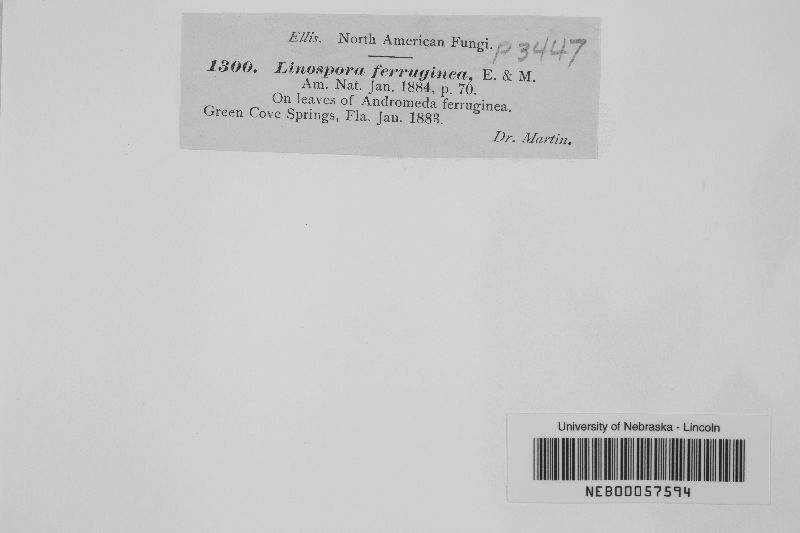 Ellis. North American Fungi. p3447
1300. Linospora ferruginea, E. & M.
Am. Nat. Jan. 1884, p. 70.
On leaves of Andromeda ferruginea.
Green Cove Springs, Fla. Jan. 1883.
Dr. Martin.
University of Nebraska - Lincoln
NEB00057594